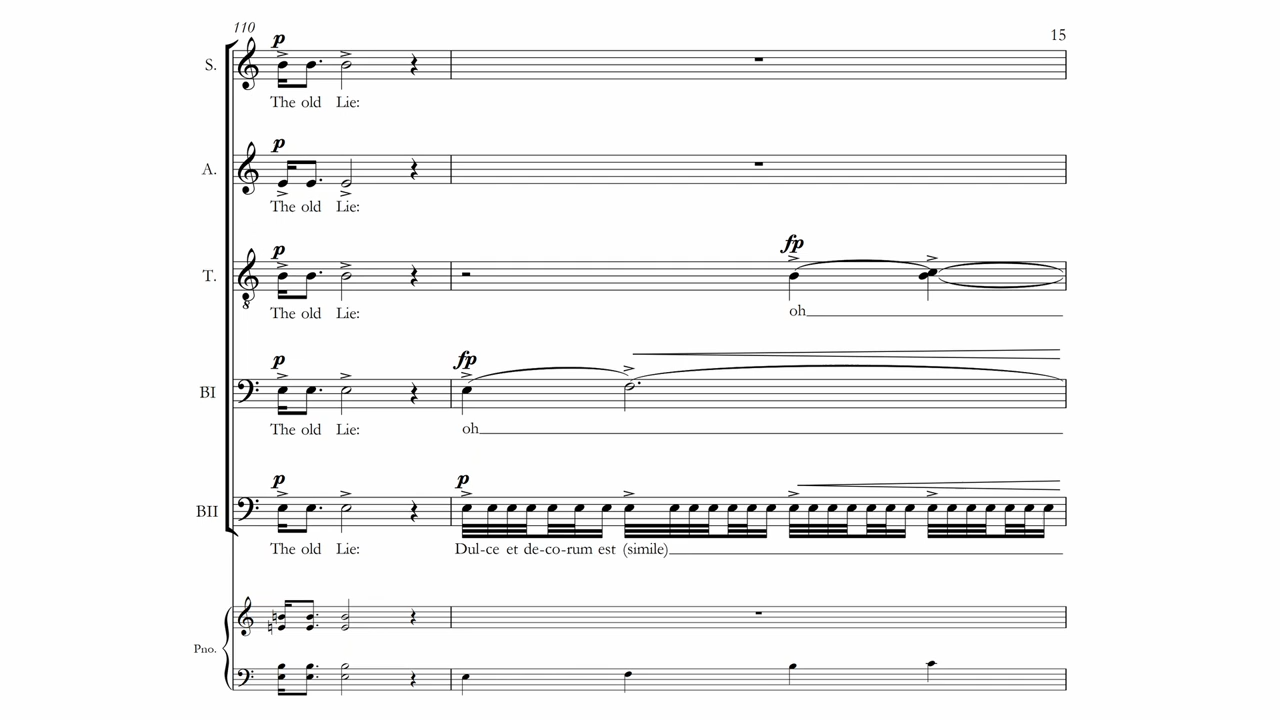 110
15
p
S.
The old Lie:
p
A.
The old Lie:
p
fp
T.
The old Lie:
oh
p
fp
BI
The old Lie:
oh
p
p
BII
The old Lie:
Dul-ce et de-co-rum est (simile)
Pno.